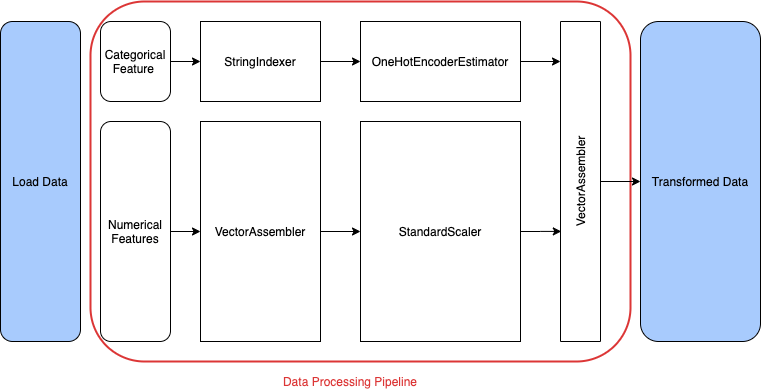 Load Data
Categorical
Feature
StringIndexer
OneHotEncoderEstimator
Numerical
Features
VectorAssembler
StandardScaler
VectorAssembler
Transformed Data
Data Processing Pipeline